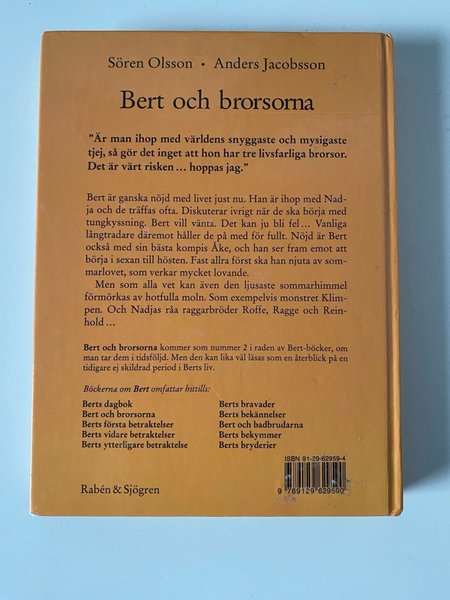 Sören Olsson • Anders Jacobsson
Bert och brorsorna
"Är man ihop med världens snyggaste och mysigaste
tjej, så gör det inget att hon har tre livsfarliga brorsor.
Det är värt risken ... hoppas jag."
Bert är ganska nöjd med livet just nu. Han är ihop med Nad-
ja och de träffas ofta. Diskuterar ivrigt när de ska börja med
tungkyssning. Bert vill vänta. Det kan ju bli fel ... Vanliga
långtradare däremot håller de på med för fullt. Nöjd är Bert
också med sin bästa kompis Åke, och han ser fram emot att
börja i sexan till hösten. Fast allra först ska han njuta av som-
marlovet, som verkar mycket lovande.
Men som alla vet kan även den ljusaste sommarhimmel
förmörkas av hotfulla moln. Som exempelvis monstret Klim-
pen. Och Nadjas råa raggarbröder Roffe, Ragge och Rein-
hold ...
Bert och brorsorna kommer som nummer 2 i raden av Bert-böcker, om
man tar dem i tidsföljd. Men den kan lika väl läsas som en återblick på en
tidigare ej skildrad period i Berts liv.
Böckerna om Bert omfattar hittills:
Berts dagbok
Bert och brorsorna
Berts första betraktelser
Berts vidare betraktelser
Berts ytterligare betraktelse
Berts bravader
Berts bekännelser
Bert och badbrudarna
Berts bekymmer
Berts bryderier
ISBN 91-29-62959-4
9 789129 629590
Rabén & Sjögren